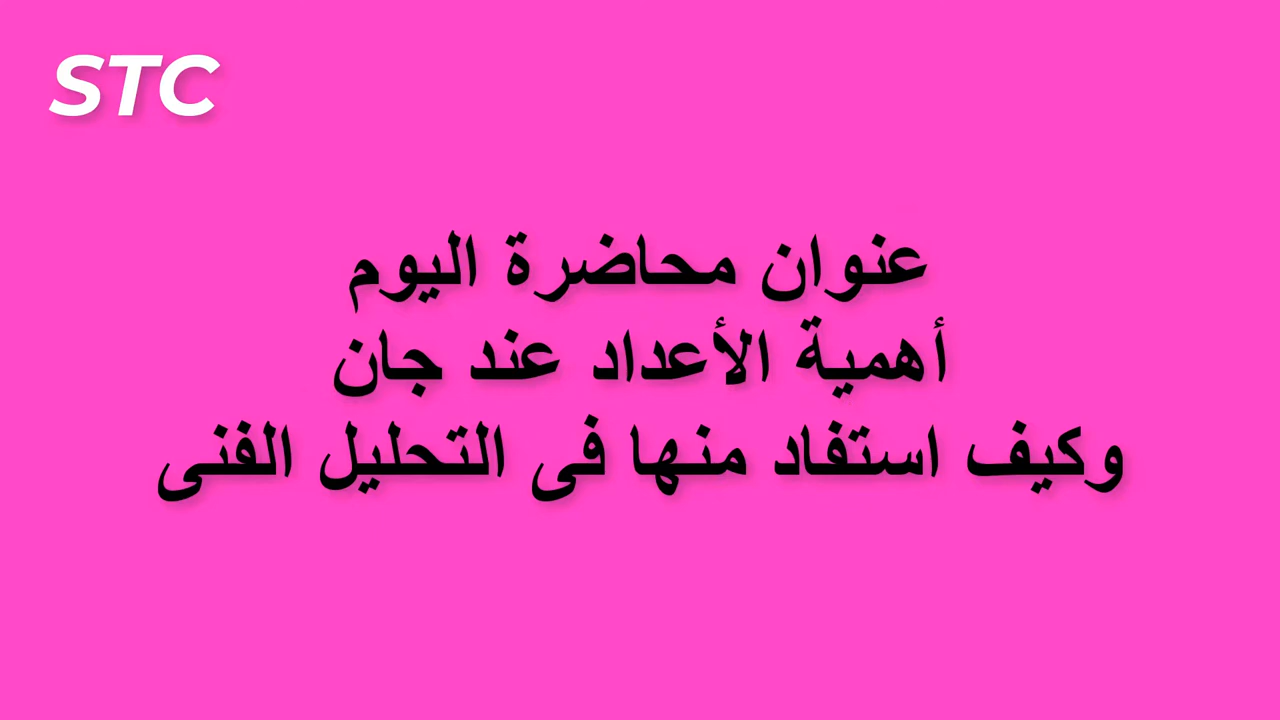 STC
عنوان محاضرة اليوم
أهمية الأعداد عند جان
وكيف استفاد منها فى التحليل الفنى